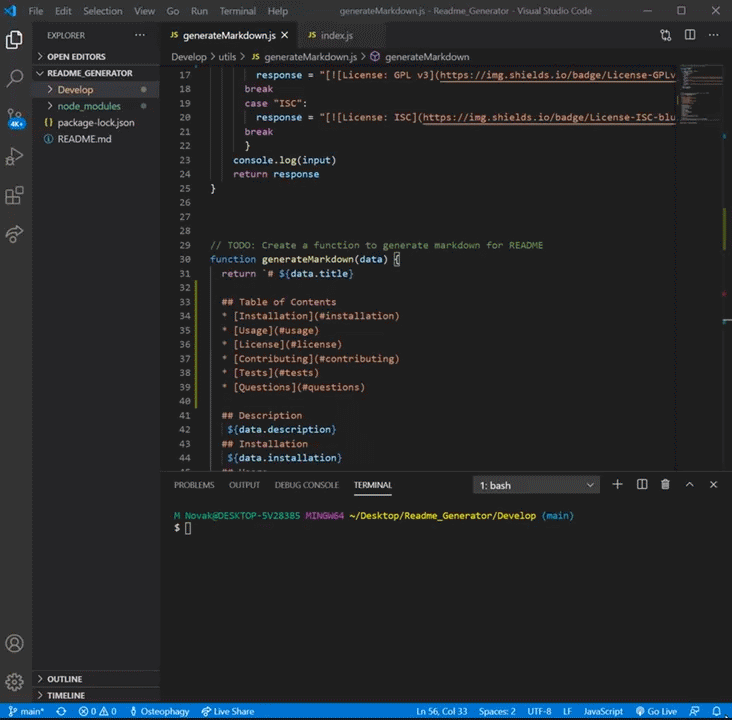 File Edit Selection View Go Run Terminal Help generateMarkdown.js - Readme_Generator - Visual Studio Code
EXPLORER
OPEN EDITORS
README_GENERATOR
Develop
node_modules
package-lock.json
README.md
OUTLINE
TIMELINE
4K+
JS generateMarkdown.js JS index.js
Develop > utils > JS generateMarkdown.js > generateMarkdown
17 response = "[![License: GPL v3](https://img.shields.io/badge/License-GPLv
18 break
19 case "ISC":
20 response = "[![License: ISC](https://img.shields.io/badge/License-ISC-blu
21 break
22 }
23 console.log(input)
24 return response
25 }
26
27
28
29 // TODO: Create a function to generate markdown for README
30 function generateMarkdown(data) {
31 return `# ${data.title}
32
33 ## Table of Contents
34 * [Installation](#installation)
35 * [Usage](#usage)
36 * [License](#license)
37 * [Contributing](#contributing)
38 * [Tests](#tests)
39 * [Questions](#questions)
40
41 ## Description
42 ${data.description}
43 ## Installation
44 ${data.installation}
PROBLEMS OUTPUT DEBUG CONSOLE TERMINAL 1: bash
M Novak@DESKTOP-5V28385 MINGW64 ~/Desktop/Readme_Generator/Develop (main)
$
main* 0 0 Osteophagy Live Share Ln 56, Col 33 Spaces: 2 UTF-8 LF JavaScript Go Live